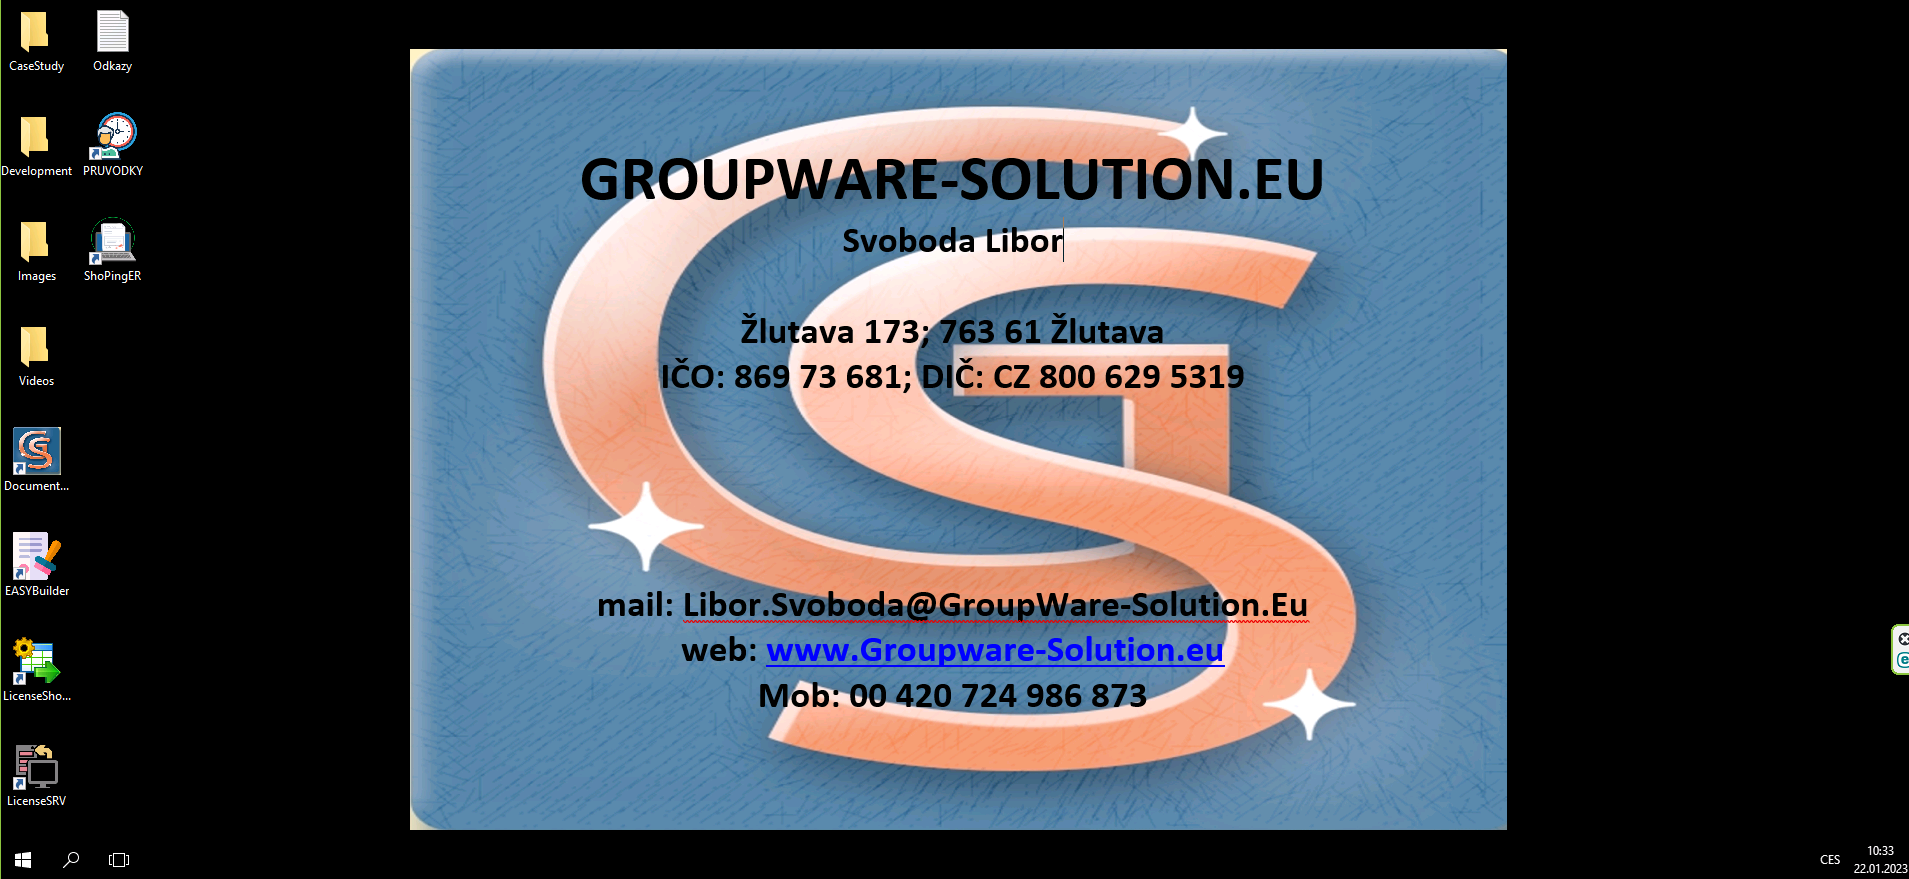 CaseStudy
Odkazy
Development
PRUVODKY
Images
ShoPingER
Videos
Document...
EASYBuilder
LicenseSho...
LicenseSRV
GROUPWARE-SOLUTION.EU
Svoboda Libor
Žlutava 173; 763 61 Žlutava
IČO: 869 73 681; DIČ: CZ 800 629 5319
mail: Libor.Svoboda@GroupWare-Solution.Eu
web: www.Groupware-Solution.eu
Mob: 00 420 724 986 873
CES
10:33
22.01.2023